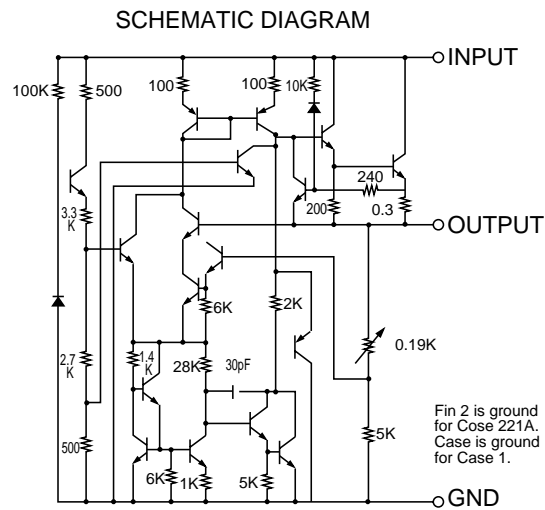 SCHEMATIC DIAGRAM
INPUT
100K
500
100
100
10K
240
3.3
K
200
0.3
OUTPUT
6K
2K
0.19K
2.7
K
1.4
K
28K
30pF
500
6K
1K
5K
5K
Fin 2 is ground
for Cose 221A.
Case is ground
for Case 1.
GND